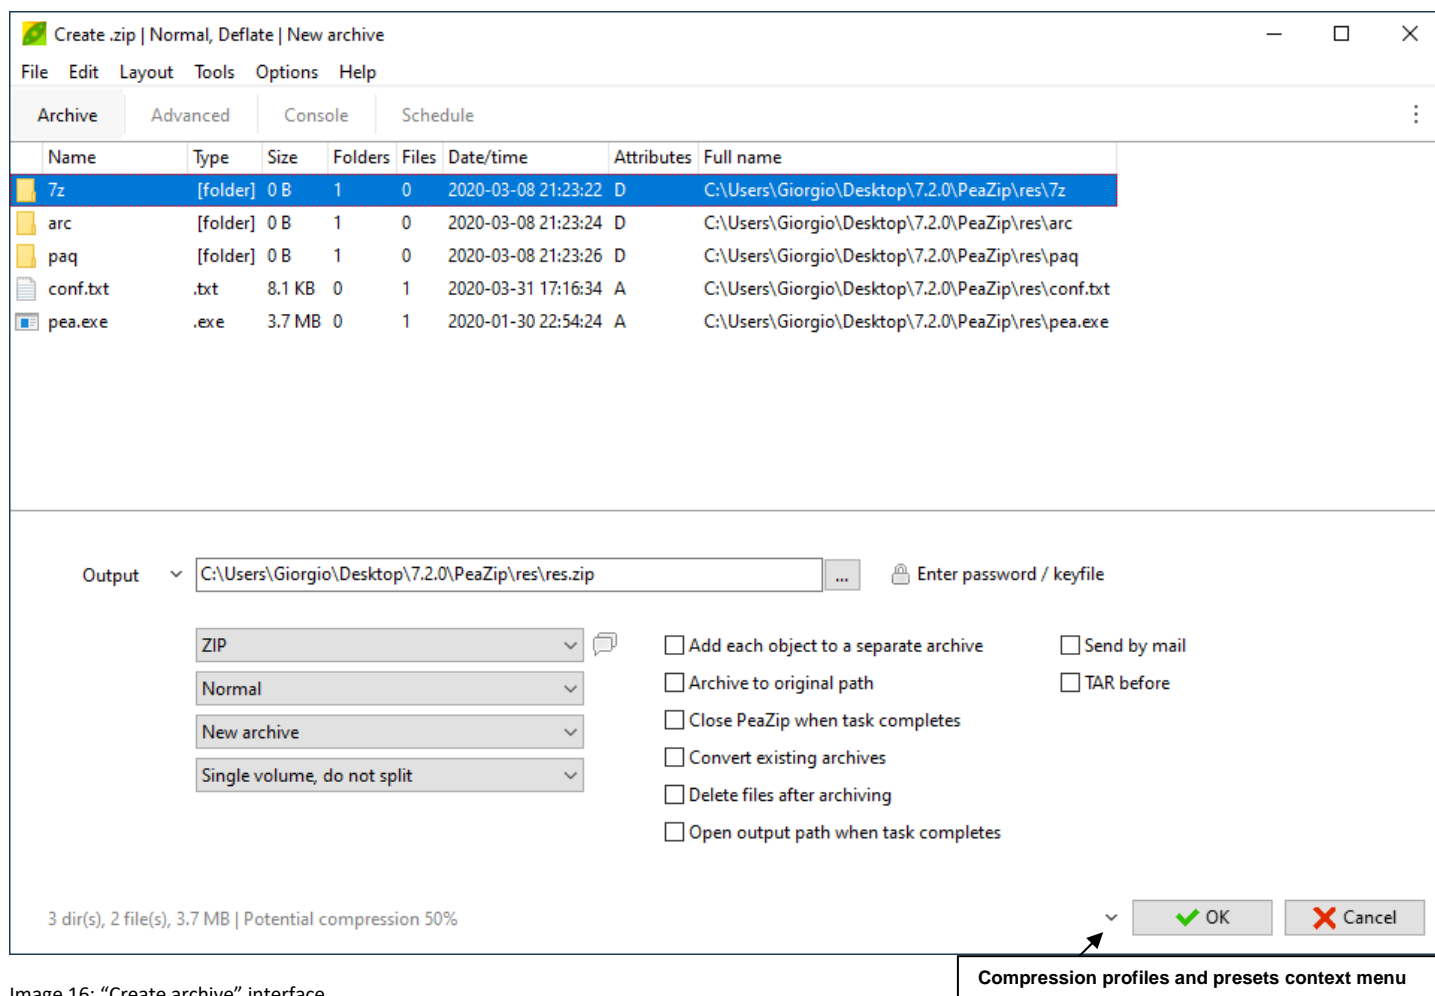 Create .zip | Normal, Deflate | New archive
File Edit Layout Tools Options Help
Archive Advanced Console Schedule
Name Type Size Folders Files Date/time Attributes Full name
7z [folder] 0 B 1 0 2020-03-08 21:23:22 D C:\Users\Giorgio\Desktop\7.2.0\PeaZip\res\7z
arc [folder] 0 B 1 0 2020-03-08 21:23:24 D C:\Users\Giorgio\Desktop\7.2.0\PeaZip\res\arc
paq [folder] 0 B 1 0 2020-03-08 21:23:26 D C:\Users\Giorgio\Desktop\7.2.0\PeaZip\res\paq
conf.txt .txt 8.1 KB 0 1 2020-03-31 17:16:34 A C:\Users\Giorgio\Desktop\7.2.0\PeaZip\res\conf.txt
pea.exe .exe 3.7 MB 0 1 2020-01-30 22:54:24 A C:\Users\Giorgio\Desktop\7.2.0\PeaZip\res\pea.exe
Output C:\Users\Giorgio\Desktop\7.2.0\PeaZip\res\res.zip ... Enter password / keyfile
ZIP
Normal
New archive
Single volume, do not split
Add each object to a separate archive
Archive to original path
Close PeaZip when task completes
Convert existing archives
Delete files after archiving
Open output path when task completes
Send by mail
TAR before
3 dir(s), 2 file(s), 3.7 MB | Potential compression 50%
OK
Cancel
Compression profiles and presets context menu
Image 16: “Create archive” interface